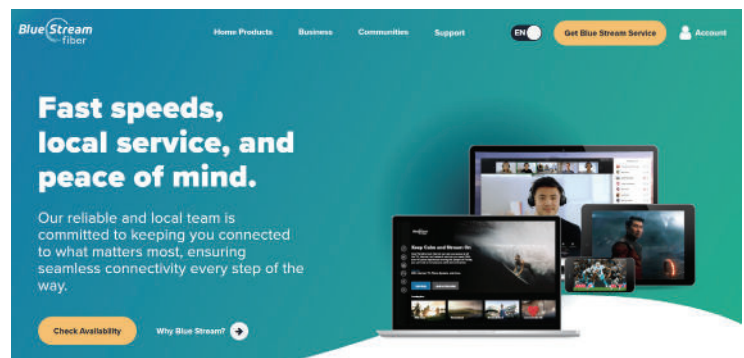 Blue Stream
fiber
Home Products
Business
Communities
Support
EN
Get Blue Stream Service
Account
Fast speeds,
local service, and
peace of mind.
Our reliable and local team is
committed to keeping you connected
to what matters most, ensuring
seamless connectivity every step of the
way.
Keep Calm and Stream On
Check Availability
Why Blue Stream?